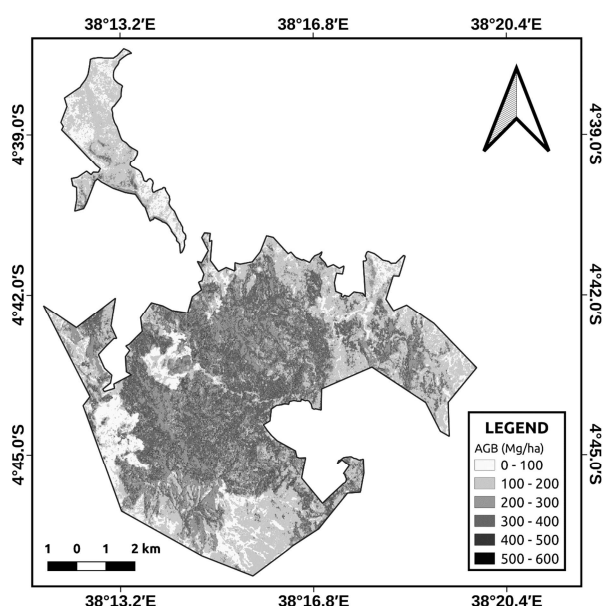 38°13.2′E 38°16.8′E 38°20.4′E
4°39.0′S 4°39.0′S
4°42.0′S 4°42.0′S
4°45.0′S 4°45.0′S
LEGEND
AGB (Mg/ha)
0 - 100
100 - 200
200 - 300
300 - 400
400 - 500
500 - 600
1 0 1 2 km
38°13.2′E 38°16.8′E 38°20.4′E